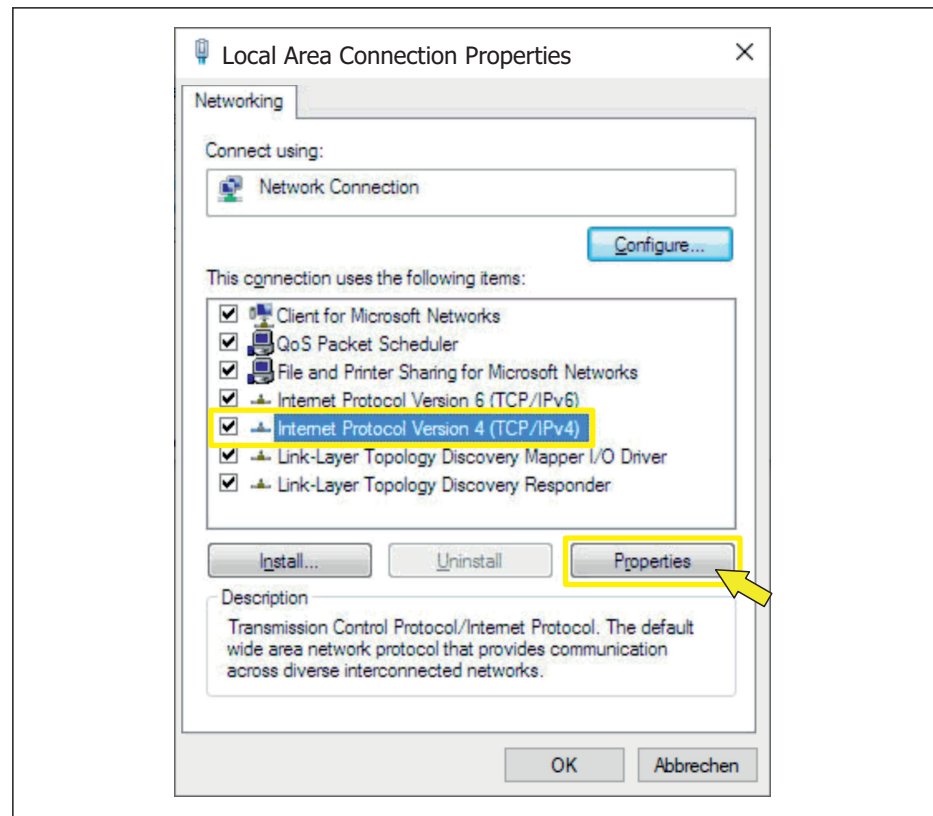 Local Area Connection Properties
Networking
Connect using:
Network Connection
Configure...
This connection uses the following items:
Client for Microsoft Networks
QoS Packet Scheduler
File and Printer Sharing for Microsoft Networks
Internet Protocol Version 6 (TCP/IPv6)
Internet Protocol Version 4 (TCP/IPv4)
Link-Layer Topology Discovery Mapper I/O Driver
Link-Layer Topology Discovery Responder
Install...
Uninstall
Properties
Description
Transmission Control Protocol/Internet Protocol. The default
wide area network protocol that provides communication
across diverse interconnected networks.
OK
Abbrechen